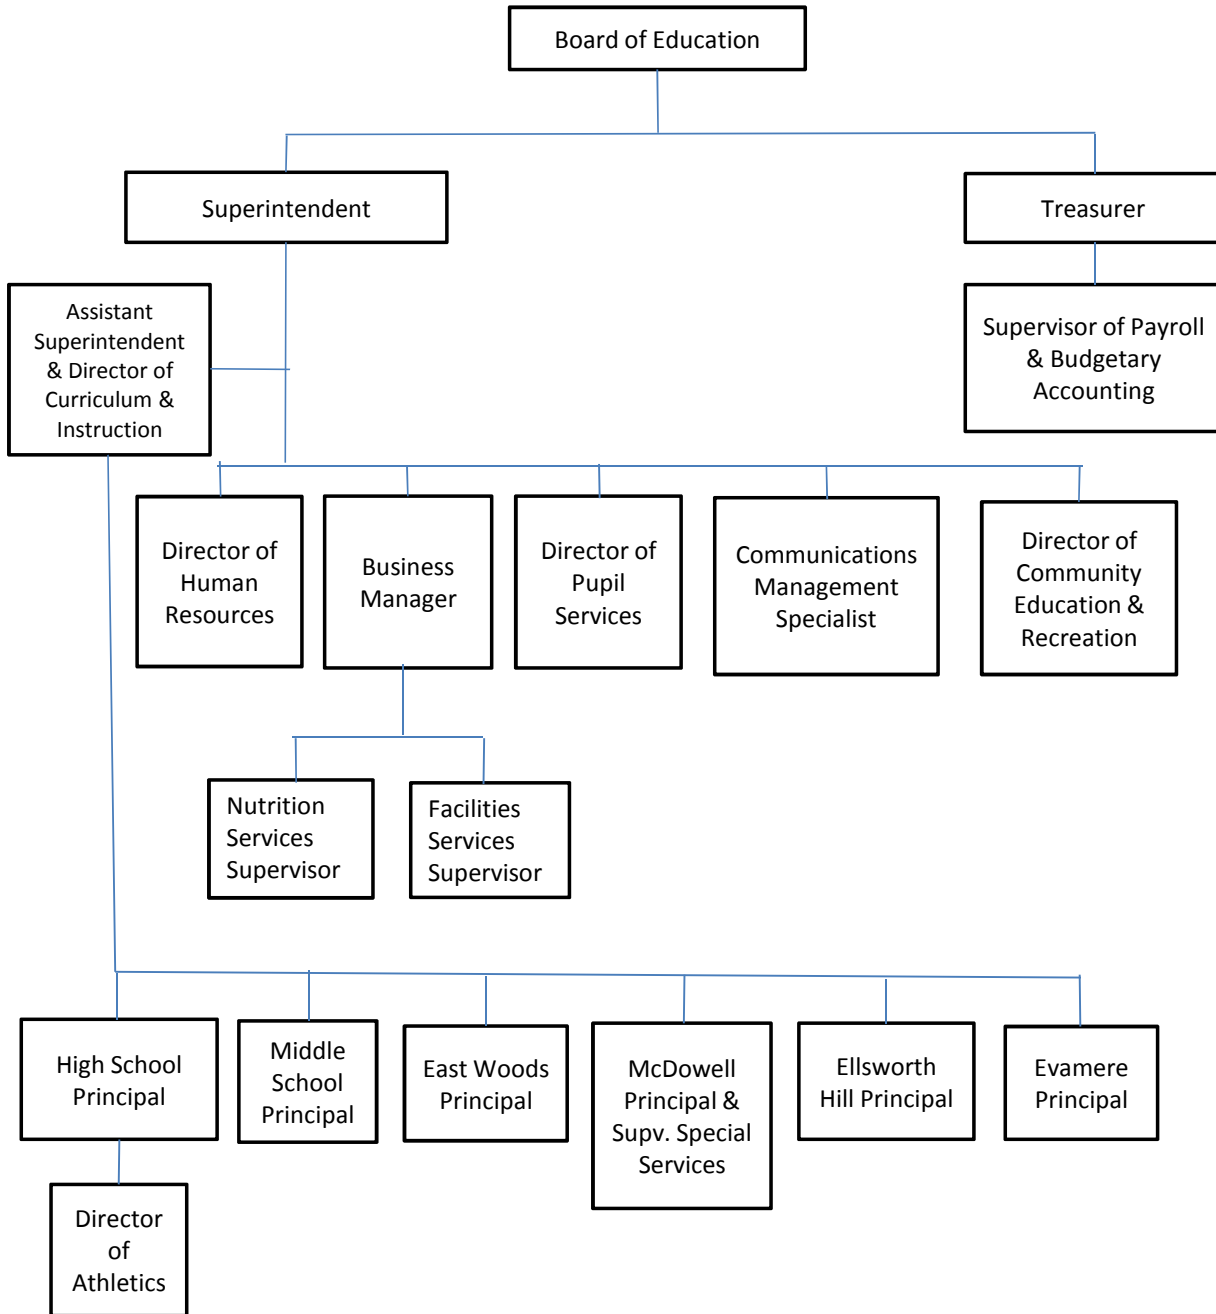 Board of Education
Superintendent
Treasurer
Assistant
Superintendent
& Director of
Curriculum &
Instruction
Supervisor of Payroll
& Budgetary
Accounting
Director of
Human
Resources
Business
Manager
Director of
Pupil
Services
Communications
Management
Specialist
Director of
Community
Education &
Recreation
Nutrition
Services
Supervisor
Facilities
Services
Supervisor
High School
Principal
Middle
School
Principal
East Woods
Principal
McDowell
Principal &
Supv. Special
Services
Ellsworth
Hill Principal
Evamere
Principal
Director
of
Athletics